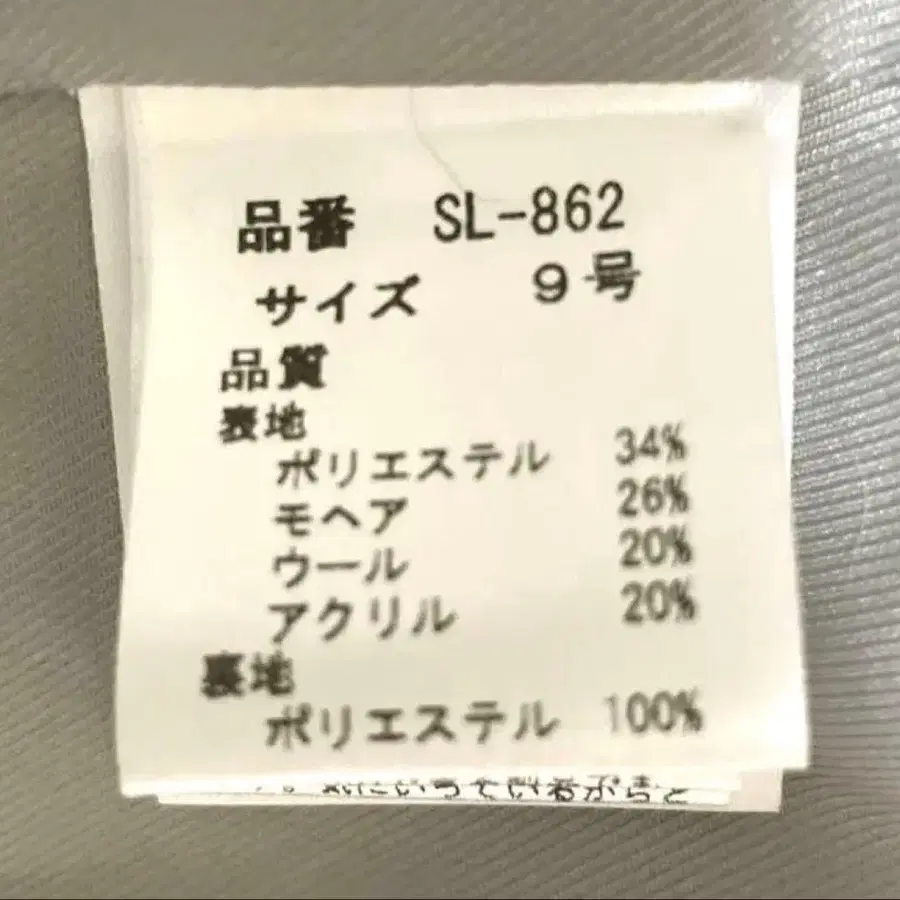 品番 SL-862
サイズ 9号
品質
表地
ポリエステル 34%
モヘア 26%
ウール 20%
アクリル 20%
裏地
ポリエステル 100%